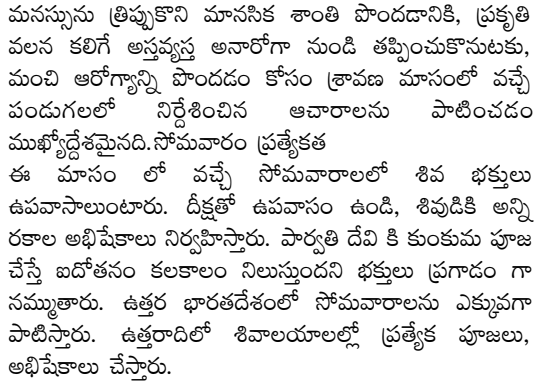 మనస్సును త్రిప్పుకొని మానసిక శాంతి పొందడానికి, ప్రకృతి
వలన కలిగే అస్తవ్యస్త అనారోగా నుండి తప్పించుకొనుటకు,
మంచి ఆరోగ్యాన్ని పొందడం కోసం శ్రావణ మాసంలో వచ్చే
పండుగలలో నిర్దేశించిన ఆచారాలను పాటించడం
ముఖ్యోద్దేశమైనది.సోమవారం ప్రత్యేకత
ఈ మాసం లో వచ్చే సోమవారాలలో శివ భక్తులు
ఉపవాసాలుంటారు. దీక్షతో ఉపవాసం ఉండి, శివుడికి అన్ని
రకాల అభిషేకాలు నిర్వహిస్తారు. పార్వతి దేవి కి కుంకుమ పూజ
చేస్తే ఐదోతనం కలకాలం నిలుస్తుందని భక్తులు ప్రగాడం గా
నమ్ముతారు. ఉత్తర భారతదేశంలో సోమవారాలను ఎక్కువగా
పాటిస్తారు. ఉత్తరాదిలో శివాలయాలల్లో ప్రత్యేక పూజలు,
అభిషేకాలు చేస్తారు.